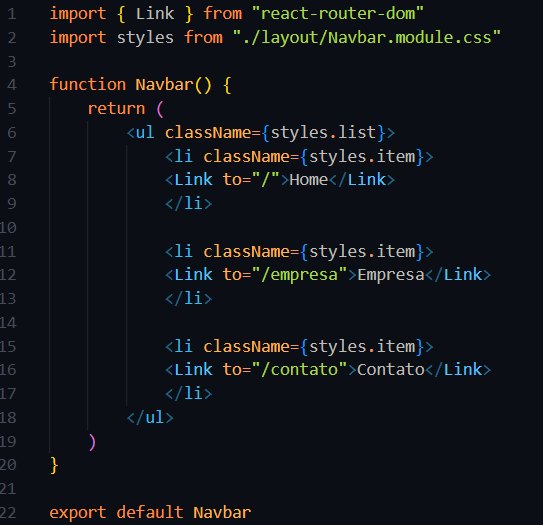 1 import { Link } from "react-router-dom"
2 import styles from "./layout/Navbar.module.css"
3
4 function Navbar() {
5     return (
6         <ul className={styles.list}>
7             <li className={styles.item}>
8             <Link to="/">Home</Link>
9             </li>
10
11             <li className={styles.item}>
12             <Link to="/empresa">Empresa</Link>
13             </li>
14
15             <li className={styles.item}>
16             <Link to="/contato">Contato</Link>
17             </li>
18         </ul>
19     )
20 }
21
22 export default Navbar